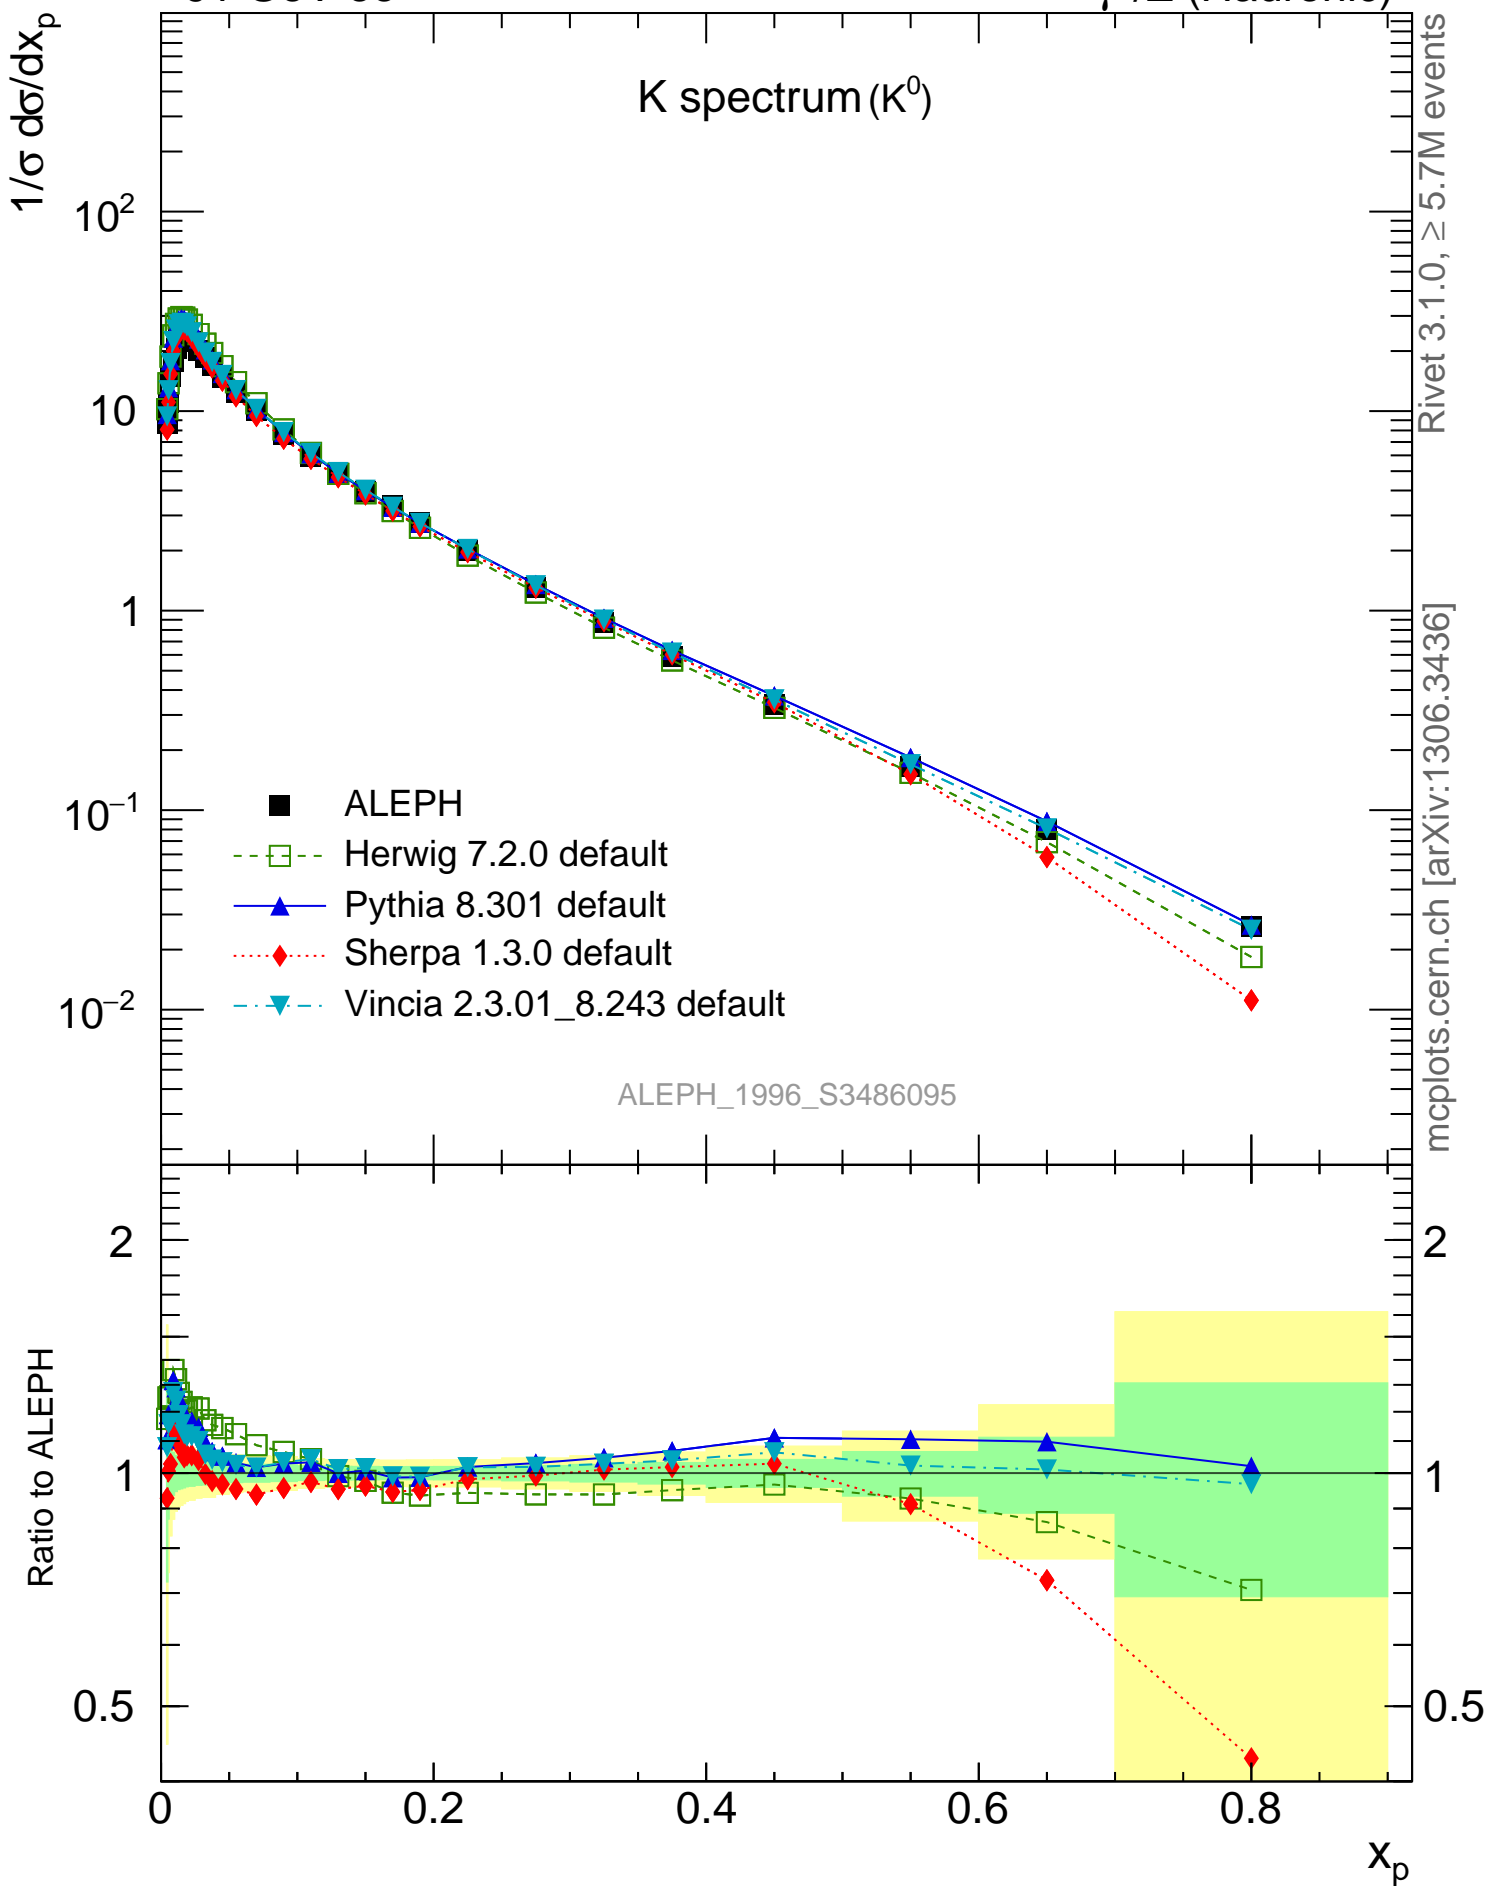 1/σ dσ/dx_p
K spectrum (K⁰)
10²
10
1
10⁻¹
10⁻²
ALEPH
Herwig 7.2.0 default
Pythia 8.301 default
Sherpa 1.3.0 default
Vincia 2.3.01_8.243 default
ALEPH_1996_S3486095
Rivet 3.1.0, ≥ 5.7M events
mcplots.cern.ch [arXiv:1306.3436]
Ratio to ALEPH
2
1
0.5
2
1
0.5
0
0.2
0.4
0.6
0.8
x_p